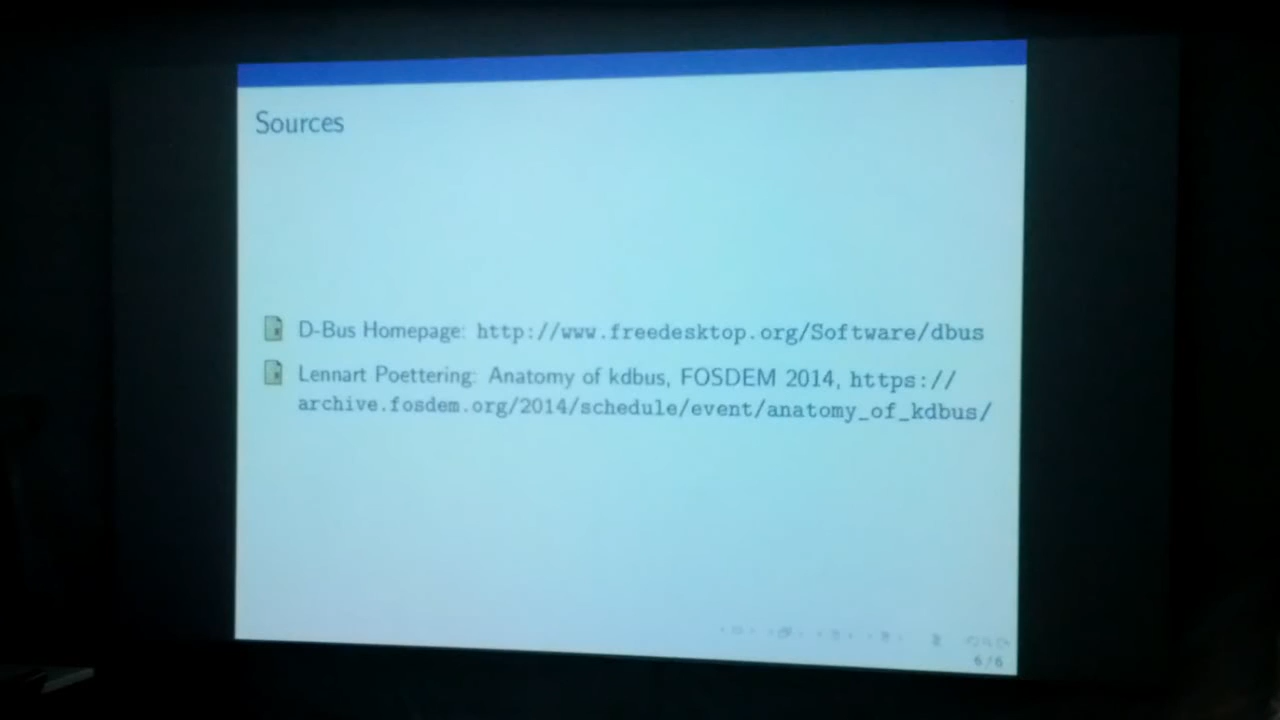 Sources
D-Bus Homepage: http://www.freedesktop.org/Software/dbus
Lennart Poettering: Anatomy of kdbus, FOSDEM 2014, https://
archive.fosdem.org/2014/schedule/event/anatomy_of_kdbus/
6/6